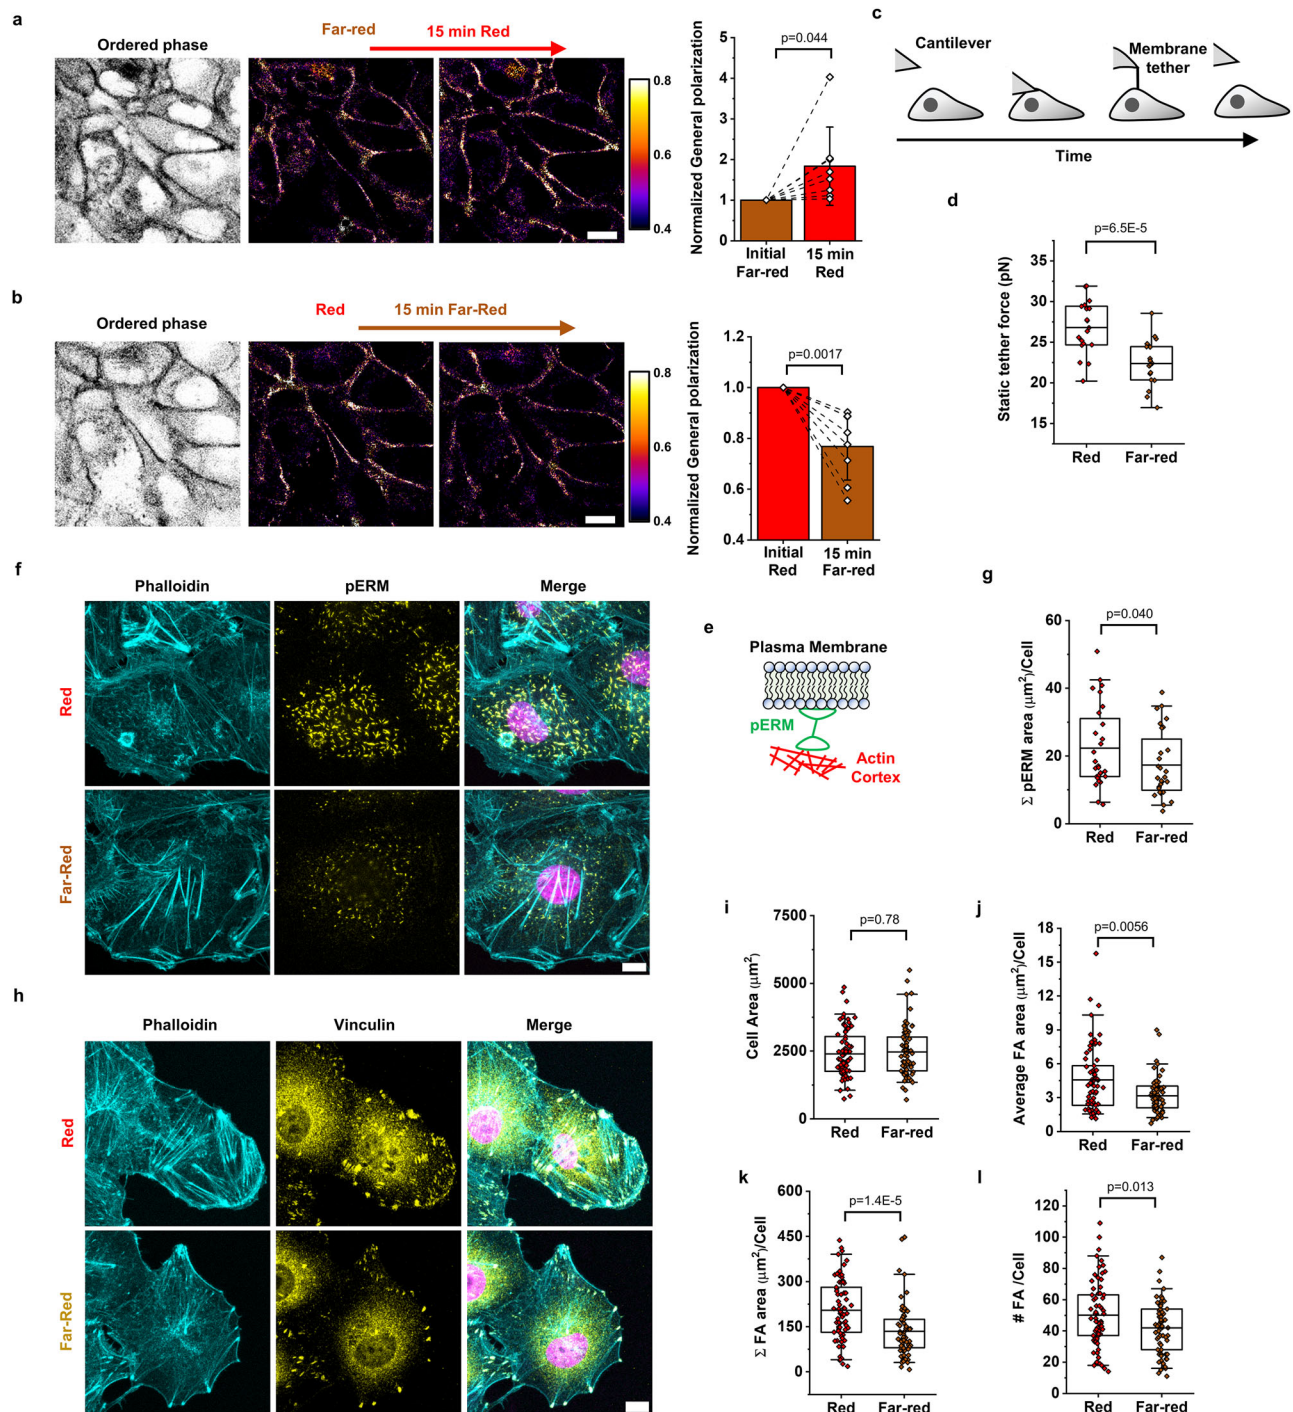 a
Far-red
15 min Red
Ordered phase
0.8
0.6
0.4
Normalized General polarization
5
4
3
2
1
0
p=0.044
Initial
Far-red
15 min
Red
b
Red
15 min Far-Red
Ordered phase
0.8
0.6
0.4
Normalized General polarization
1.2
1.0
0.8
0.6
0.4
p=0.0017
Initial
Red
15 min
Far-red
c
Cantilever
Membrane
tether
Time
d
Static tether force (pN)
35
30
25
20
15
p=6.5E-5
Red
Far-red
e
Plasma Membrane
pERM
Actin
Cortex
f
Phalloidin
pERM
Merge
Red
Far-Red
g
Σ pERM area (μm²)/Cell
60
40
20
0
p=0.040
Red
Far-red
h
Phalloidin
Vinculin
Merge
Red
Far-Red
i
Cell Area (μm²)
7500
5000
2500
0
p=0.78
Red
Far-red
j
Average FA area (μm²)/Cell
18
15
12
9
6
3
0
p=0.0056
Red
Far-red
k
Σ FA area (μm²)/Cell
600
450
300
150
0
p=1.4E-5
Red
Far-red
l
# FA /Cell
120
100
80
60
40
20
0
p=0.013
Red
Far-red